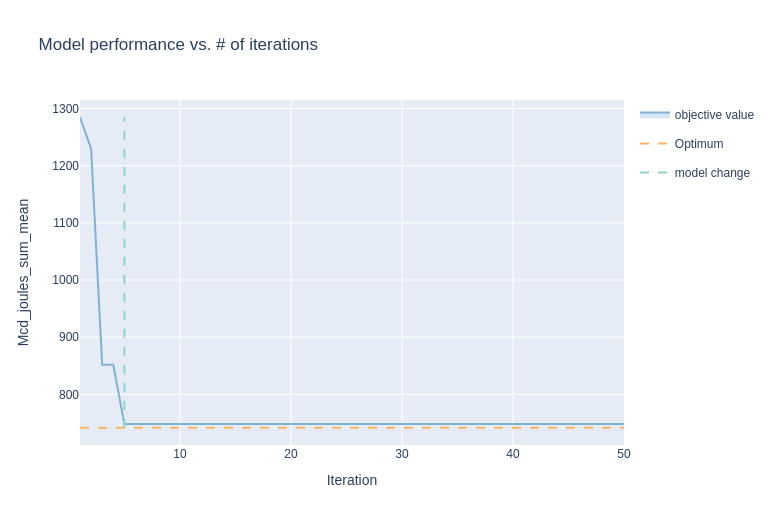 Model performance vs. # of iterations
1300
1200
1100
1000
900
800
Mcd_joules_sum_mean
10
20
30
40
50
Iteration
objective value
Optimum
model change